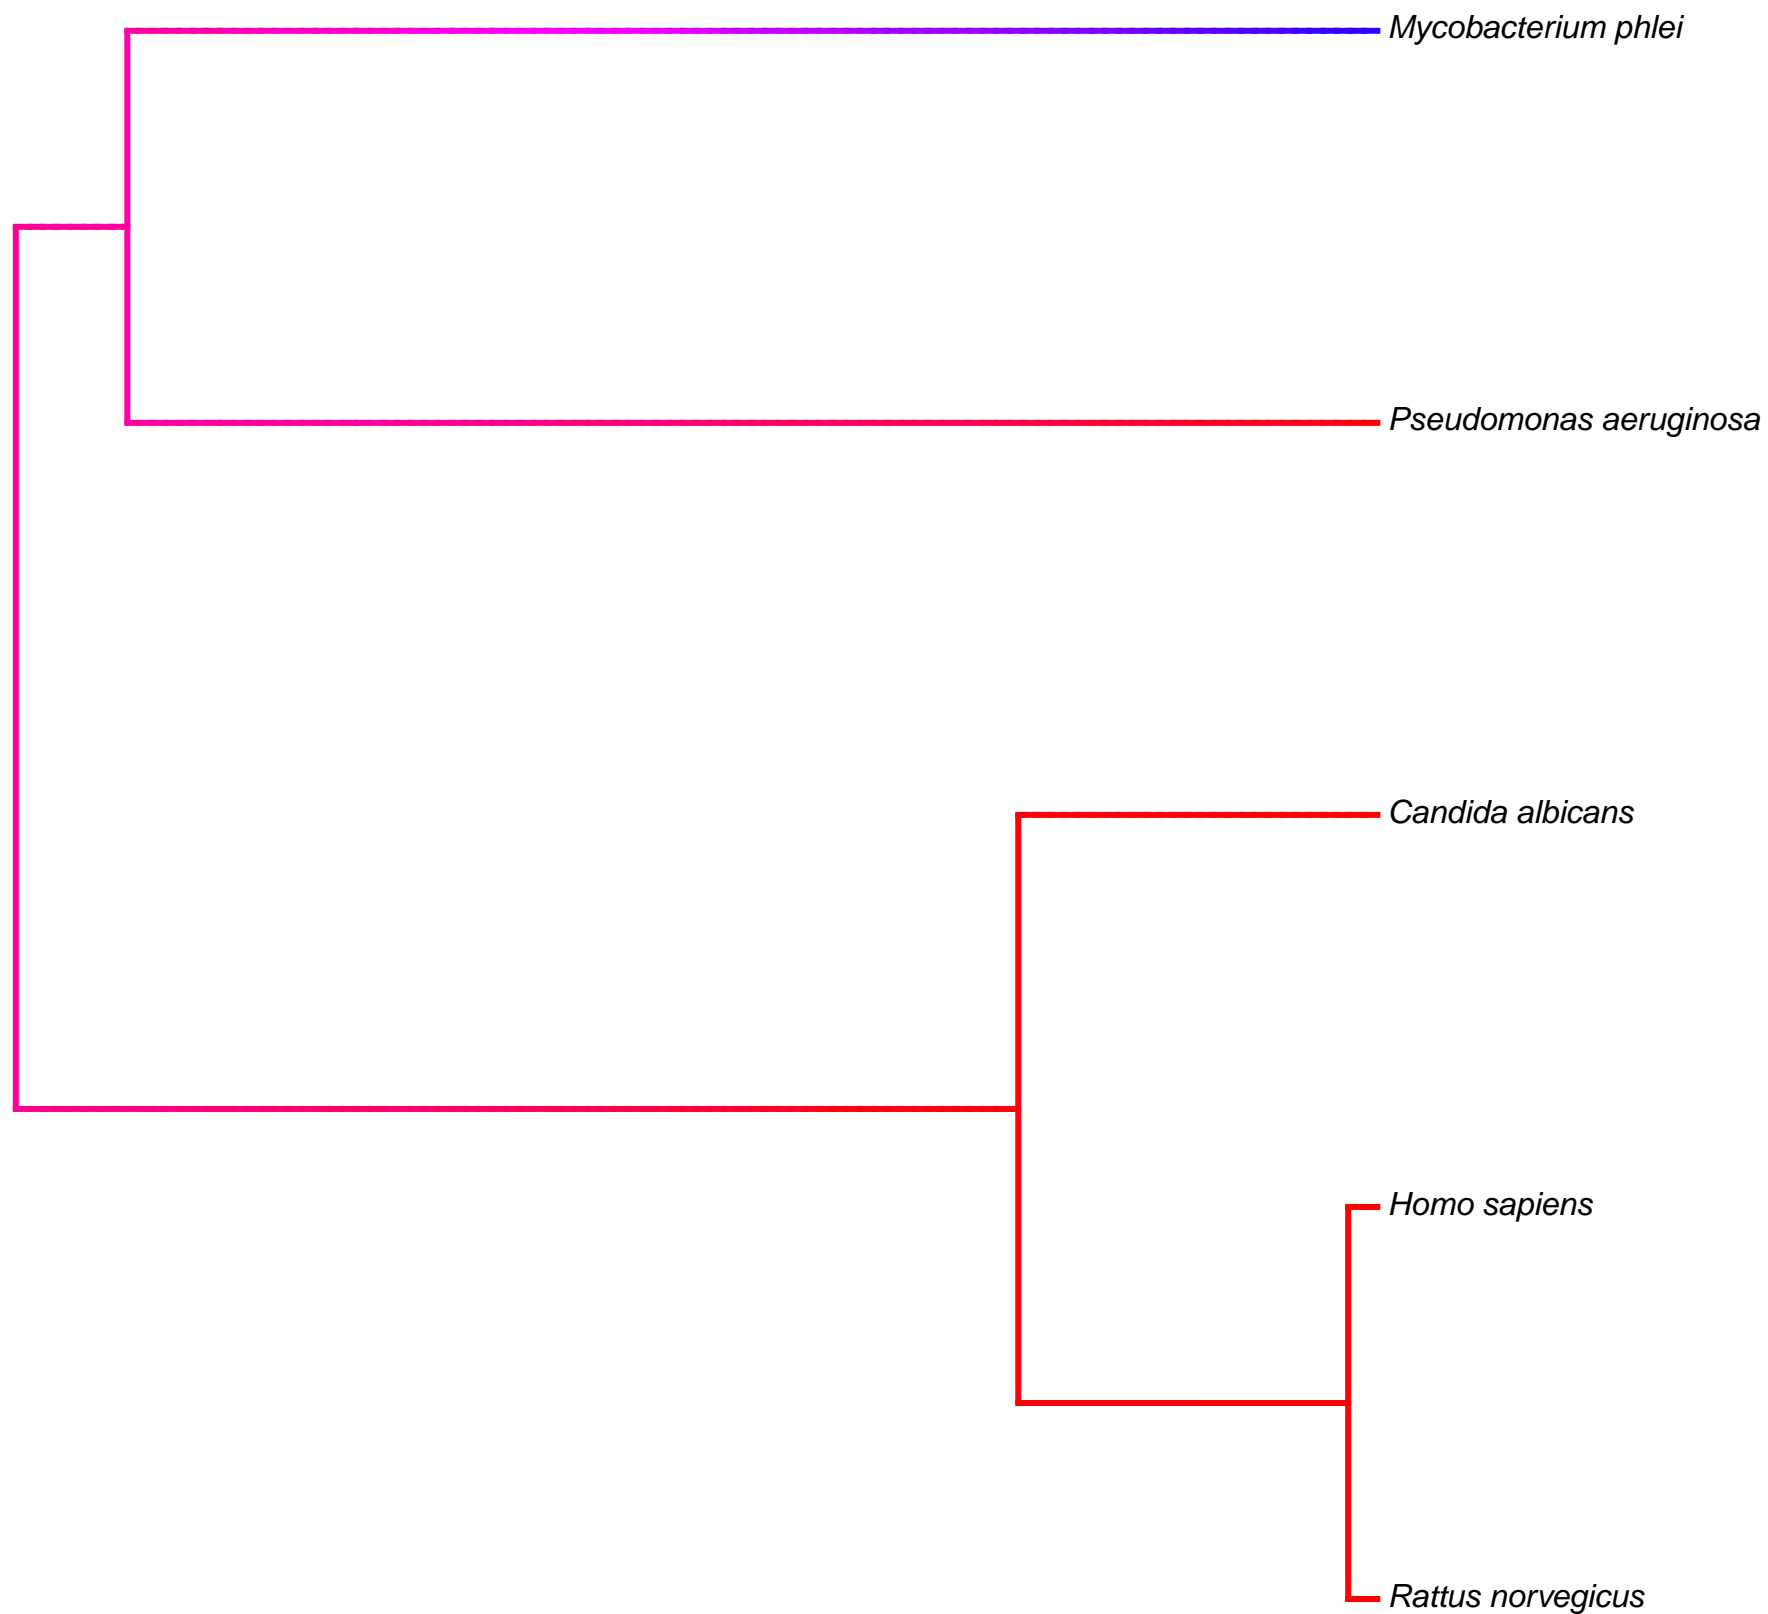 Mycobacterium phlei
Pseudomonas aeruginosa
Candida albicans
Homo sapiens
Rattus norvegicus